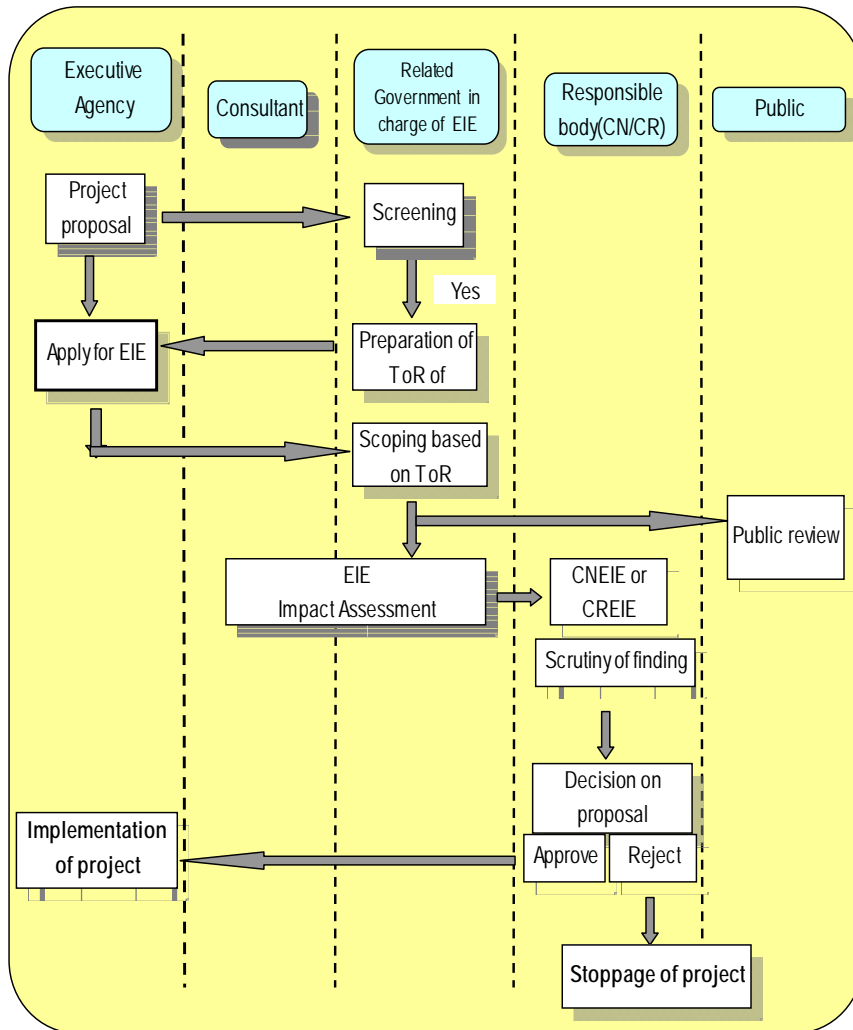 Executive
Agency
Consultant
Related
Government in
charge of EIE
Responsible
body(CN/CR)
Public
Project
proposal
Screening
Yes
Apply for EIE
Preparation of
ToR of
Scoping based
on ToR
Public review
EIE
Impact Assessment
CNEIE or
CREIE
Scrutiny of finding
Decision on
proposal
Approve
Reject
Implementation
of project
Stoppage of project